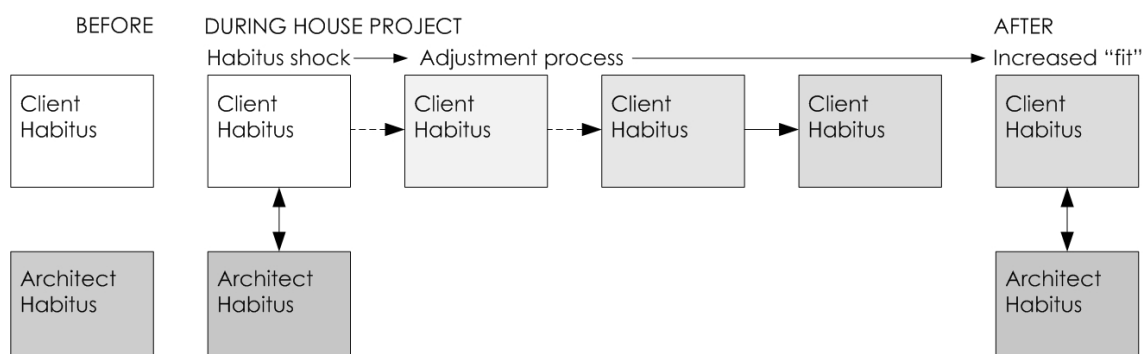 BEFORE
DURING HOUSE PROJECT
AFTER
Habitus shock
Adjustment process
Increased “fit”
Client
Habitus
Client
Habitus
Client
Habitus
Client
Habitus
Client
Habitus
Client
Habitus
Architect
Habitus
Architect
Habitus
Architect
Habitus